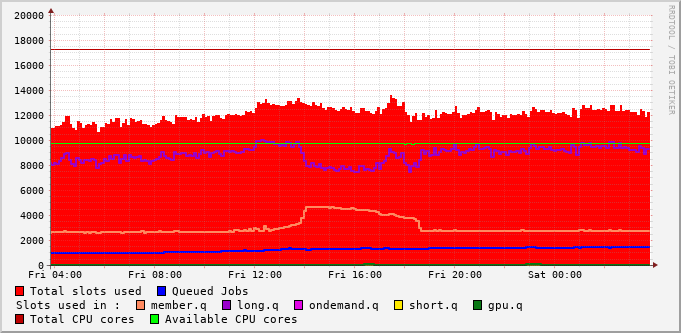 20000
18000
16000
14000
12000
10000
8000
6000
4000
2000
0
Fri 04:00 Fri 08:00 Fri 12:00 Fri 16:00 Fri 20:00 Sat 00:00
Total slots used Queued Jobs
Slots used in : member.q long.q ondemand.q short.q gpu.q
Total CPU cores Available CPU cores
RRDTOOL / TOBI OETIKER